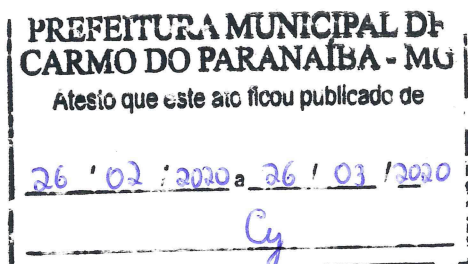 PREFEITURA MUNICIPAL DE
CARMO DO PARANAÍBA - MG
Atesto que este ato ficou publicado de
26 / 02 / 2020 a 26 / 03 / 2020